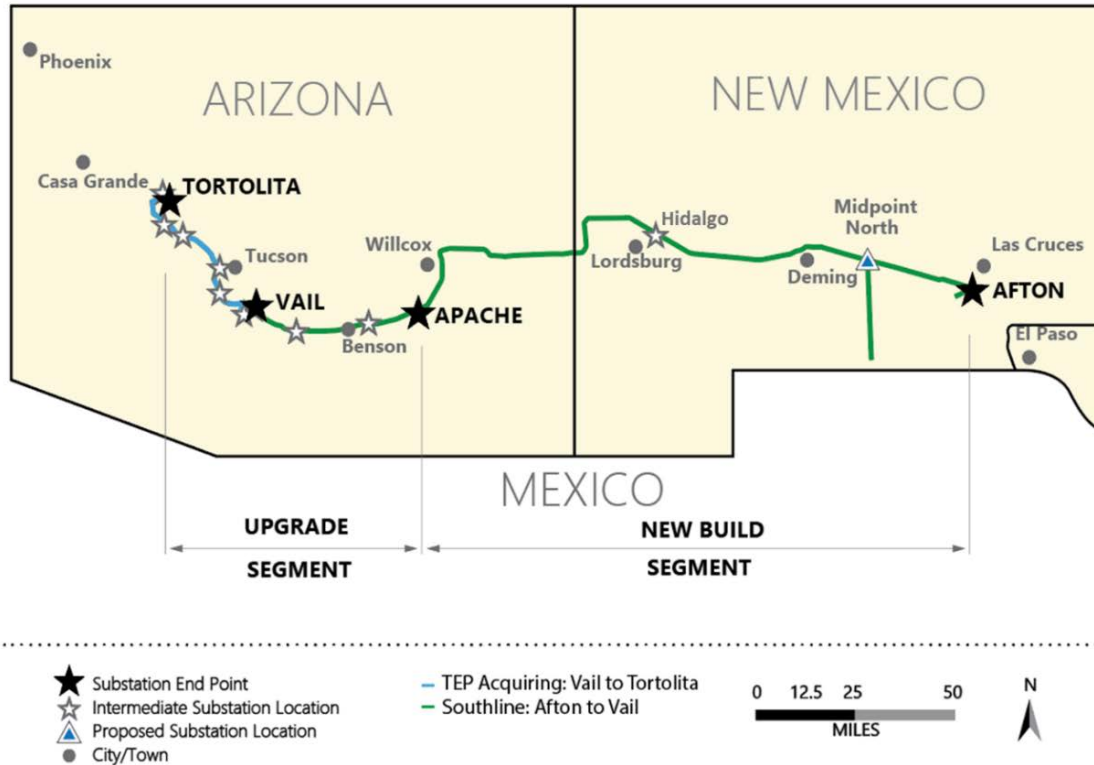 Phoenix
ARIZONA
NEW MEXICO
Casa Grande
TORTOLITA
Tucson
Willcox
Hidalgo
Midpoint
North
Lordsburg
Deming
Las Cruces
VAIL
APACHE
AFTON
Benson
El Paso
MEXICO
UPGRADE
SEGMENT
NEW BUILD
SEGMENT
Substation End Point
Intermediate Substation Location
Proposed Substation Location
City/Town
TEP Acquiring: Vail to Tortolita
Southline: Afton to Vail
0 12.5 25 50
MILES
N